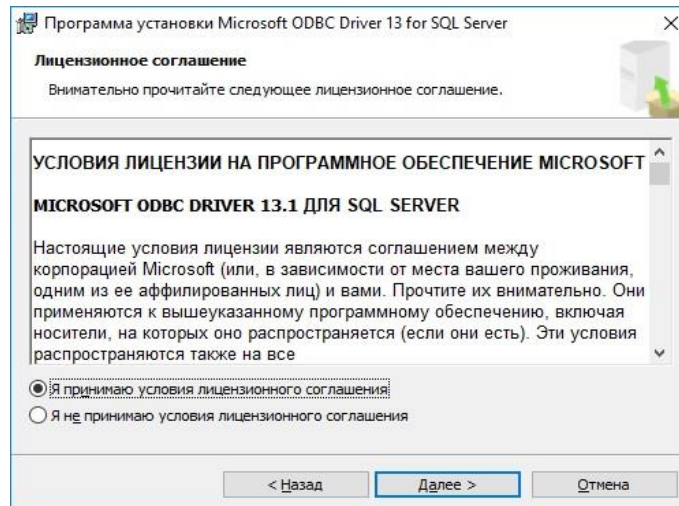 Программа установки Microsoft ODBC Driver 13 for SQL Server
Лицензионное соглашение
Внимательно прочитайте следующее лицензионное соглашение.
УСЛОВИЯ ЛИЦЕНЗИИ НА ПРОГРАММНОЕ ОБЕСПЕЧЕНИЕ MICROSOFT
MICROSOFT ODBC DRIVER 13.1 ДЛЯ SQL SERVER
Настоящие условия лицензии являются соглашением между
корпорацией Microsoft (или, в зависимости от места вашего проживания,
одним из ее аффилированных лиц) и вами. Прочтите их внимательно. Они
применяются к вышеуказанному программному обеспечению, включая
носители, на которых оно распространяется (если они есть). Эти условия
распространяются также на все
Я принимаю условия лицензионного соглашения
Я не принимаю условия лицензионного соглашения
< Назад Далее > Отмена